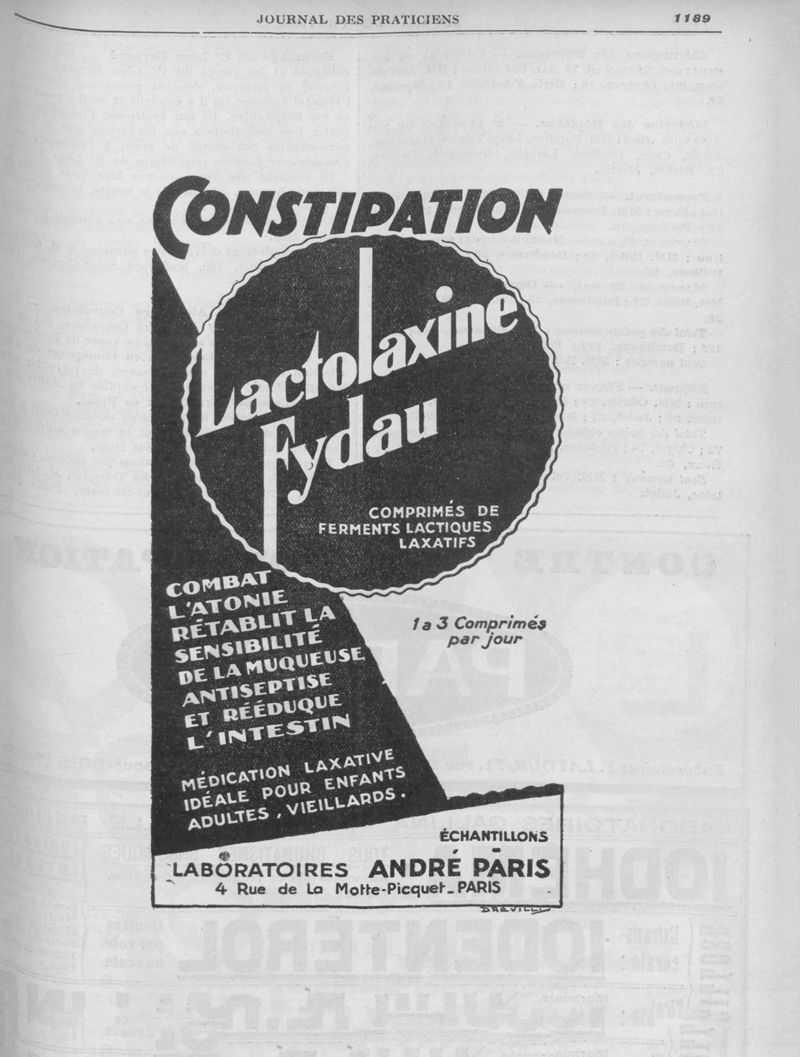 JOURNAL DES PRATICIENS
1189
CONSTIPATION
Lactolaxine
Fydau
COMPRIMÉS DE
FERMENTS LACTIQUES
LAXATIFS
COMBAT
L'ATONIE
RÉTABLIT LA
SENSIBILITÉ
DE LA MUQUEUSE
ANTISEPTISE
ET RÉÉDUQUE
L'INTESTIN
1 a 3 Comprimés
par jour
MÉDICATION LAXATIVE
IDÉALE POUR ENFANTS
ADULTES, VIEILLARDS.
ÉCHANTILLONS
LABORATOIRES ANDRÉ PARIS
4 Rue de La Motte-Picquet_PARIS